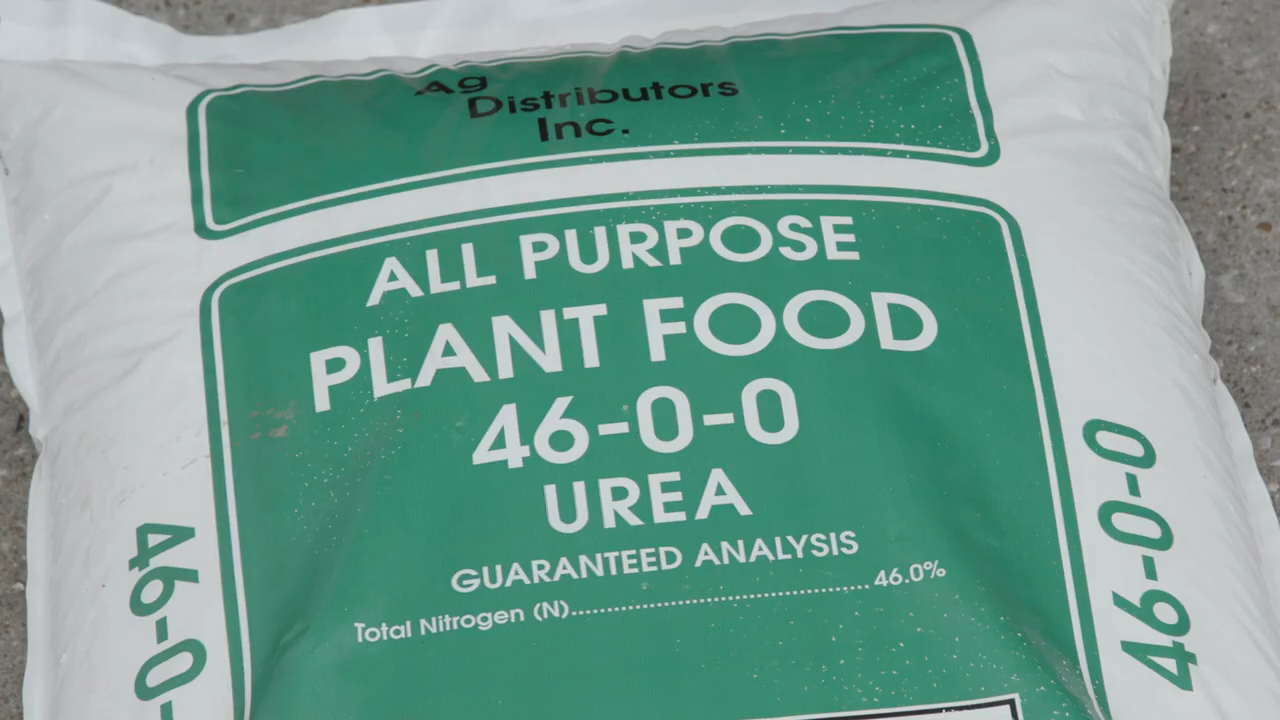 Ag
Distributors
Inc.
ALL PURPOSE
PLANT FOOD
46-0-0
UREA
GUARANTEED ANALYSIS
Total Nitrogen (N)........................................46.0%
46-0-
46-0-0